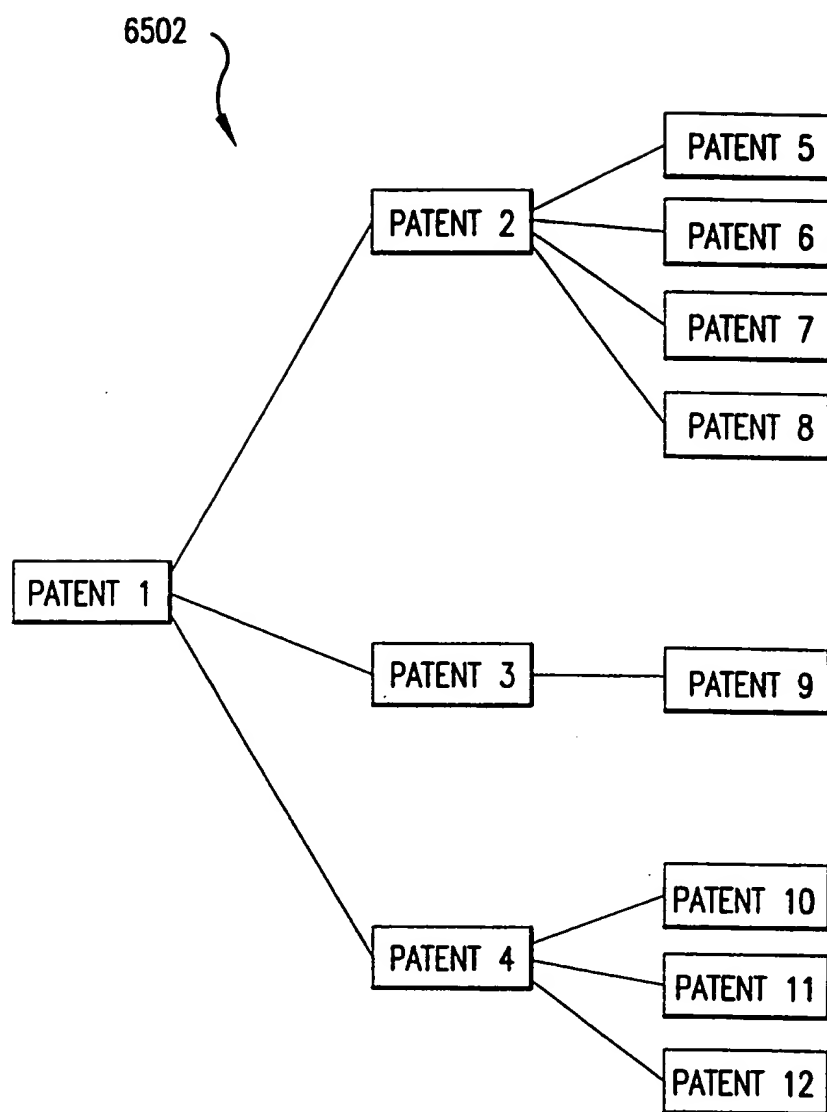 6502
PATENT 5
PATENT 2
PATENT 6
PATENT 7
PATENT 8
PATENT 1
PATENT 3
PATENT 9
PATENT 10
PATENT 4
PATENT 11
PATENT 12